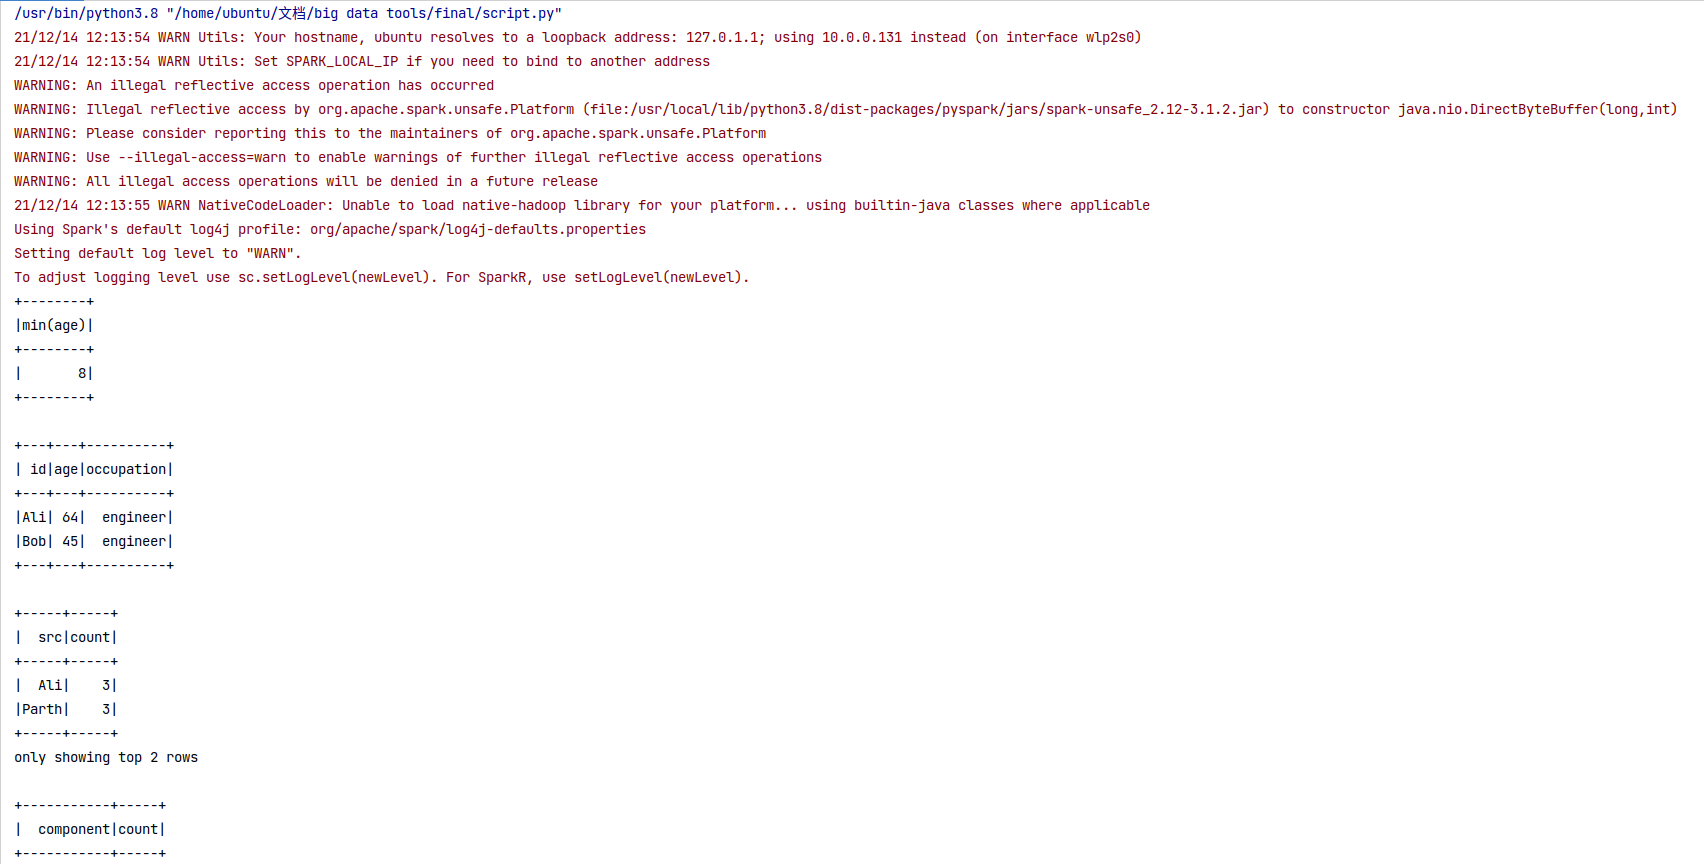 /usr/bin/python3.8 "/home/ubuntu/文档/big data tools/final/script.py"
21/12/14 12:13:54 WARN Utils: Your hostname, ubuntu resolves to a loopback address: 127.0.1.1; using 10.0.0.131 instead (on interface wlp2s0)
21/12/14 12:13:54 WARN Utils: Set SPARK_LOCAL_IP if you need to bind to another address
WARNING: An illegal reflective access operation has occurred
WARNING: Illegal reflective access by org.apache.spark.unsafe.Platform (file:/usr/local/lib/python3.8/dist-packages/pyspark/jars/spark-unsafe_2.12-3.1.2.jar) to constructor java.nio.DirectByteBuffer(long,int)
WARNING: Please consider reporting this to the maintainers of org.apache.spark.unsafe.Platform
WARNING: Use --illegal-access=warn to enable warnings of further illegal reflective access operations
WARNING: All illegal access operations will be denied in a future release
21/12/14 12:13:55 WARN NativeCodeLoader: Unable to load native-hadoop library for your platform... using builtin-java classes where applicable
Using Spark's default log4j profile: org/apache/spark/log4j-defaults.properties
Setting default log level to "WARN".
To adjust logging level use sc.setLogLevel(newLevel). For SparkR, use setLogLevel(newLevel).
+--------+
|min(age)|
+--------+
|       8|
+--------+

+---+---+----------+
| id|age|occupation|
+---+---+----------+
|Ali| 64|  engineer|
|Bob| 45|  engineer|
+---+---+----------+

+-----+-----+
|  src|count|
+-----+-----+
|  Ali|    3|
|Parth|    3|
+-----+-----+
only showing top 2 rows

+-----------+-----+
|  component|count|
+-----------+-----+